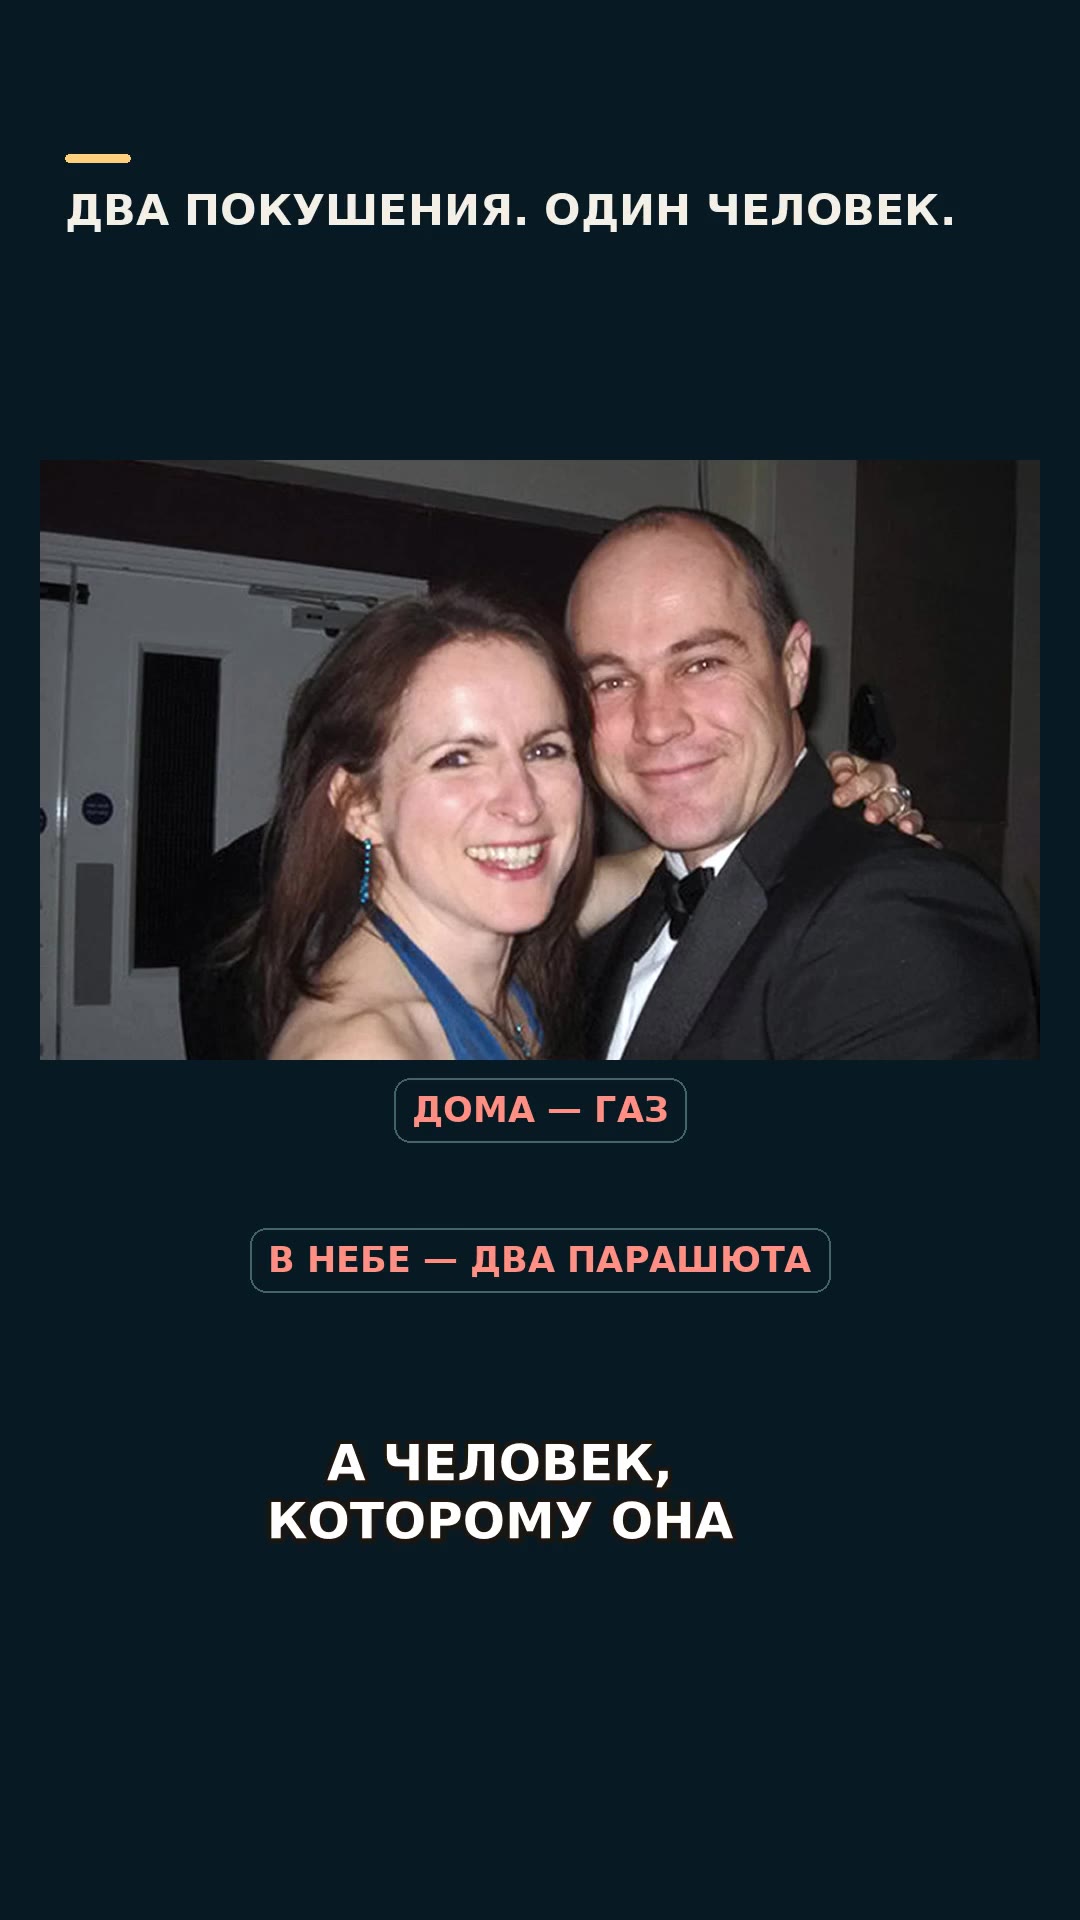 ДВА ПОКУШЕНИЯ. ОДИН ЧЕЛОВЕК.
ДОМА — ГАЗ
В НЕБЕ — ДВА ПАРАШЮТА
А ЧЕЛОВЕК,
КОТОРОМУ ОНА